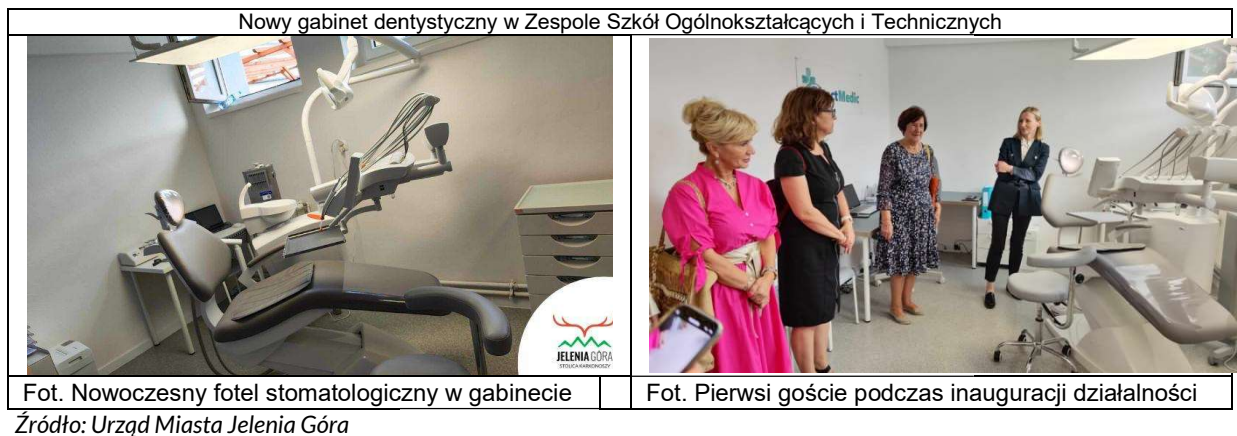 Nowy gabinet dentystyczny w Zespole Szkół Ogólnokształcących i Technicznych
Medic
JELENIA GÓRA
STOLICA KARKONOSZY
Fot. Nowoczesny fotel stomatologiczny w gabinecie
Fot. Pierwsi goście podczas inauguracji działalności
Źródło: Urząd Miasta Jelenia Góra